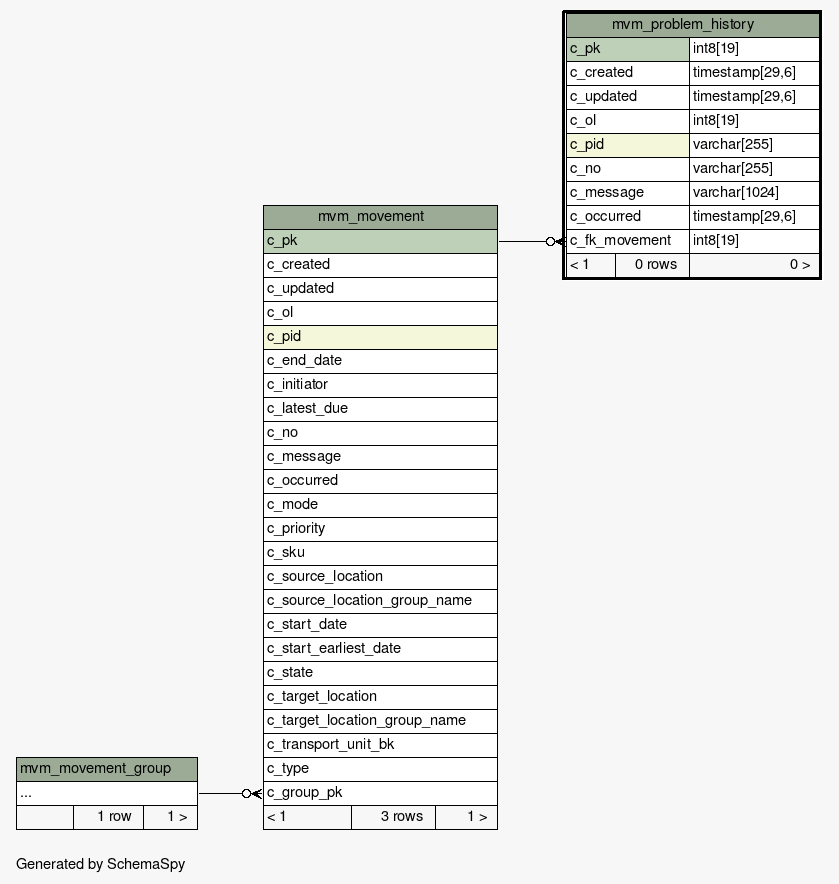 mvm_problem_history
c_pk int8[19]
c_created timestamp[29,6]
c_updated timestamp[29,6]
c_ol int8[19]
c_pid varchar[255]
c_no varchar[255]
c_message varchar[1024]
c_occurred timestamp[29,6]
c_fk_movement int8[19]
< 1 0 rows 0 >
mvm_movement
c_pk
c_created
c_updated
c_ol
c_pid
c_end_date
c_initiator
c_latest_due
c_no
c_message
c_occurred
c_mode
c_priority
c_sku
c_source_location
c_source_location_group_name
c_start_date
c_start_earliest_date
c_state
c_target_location
c_target_location_group_name
c_transport_unit_bk
c_type
c_group_pk
< 1 3 rows 1 >
mvm_movement_group
...
1 row 1 >
Generated by SchemaSpy